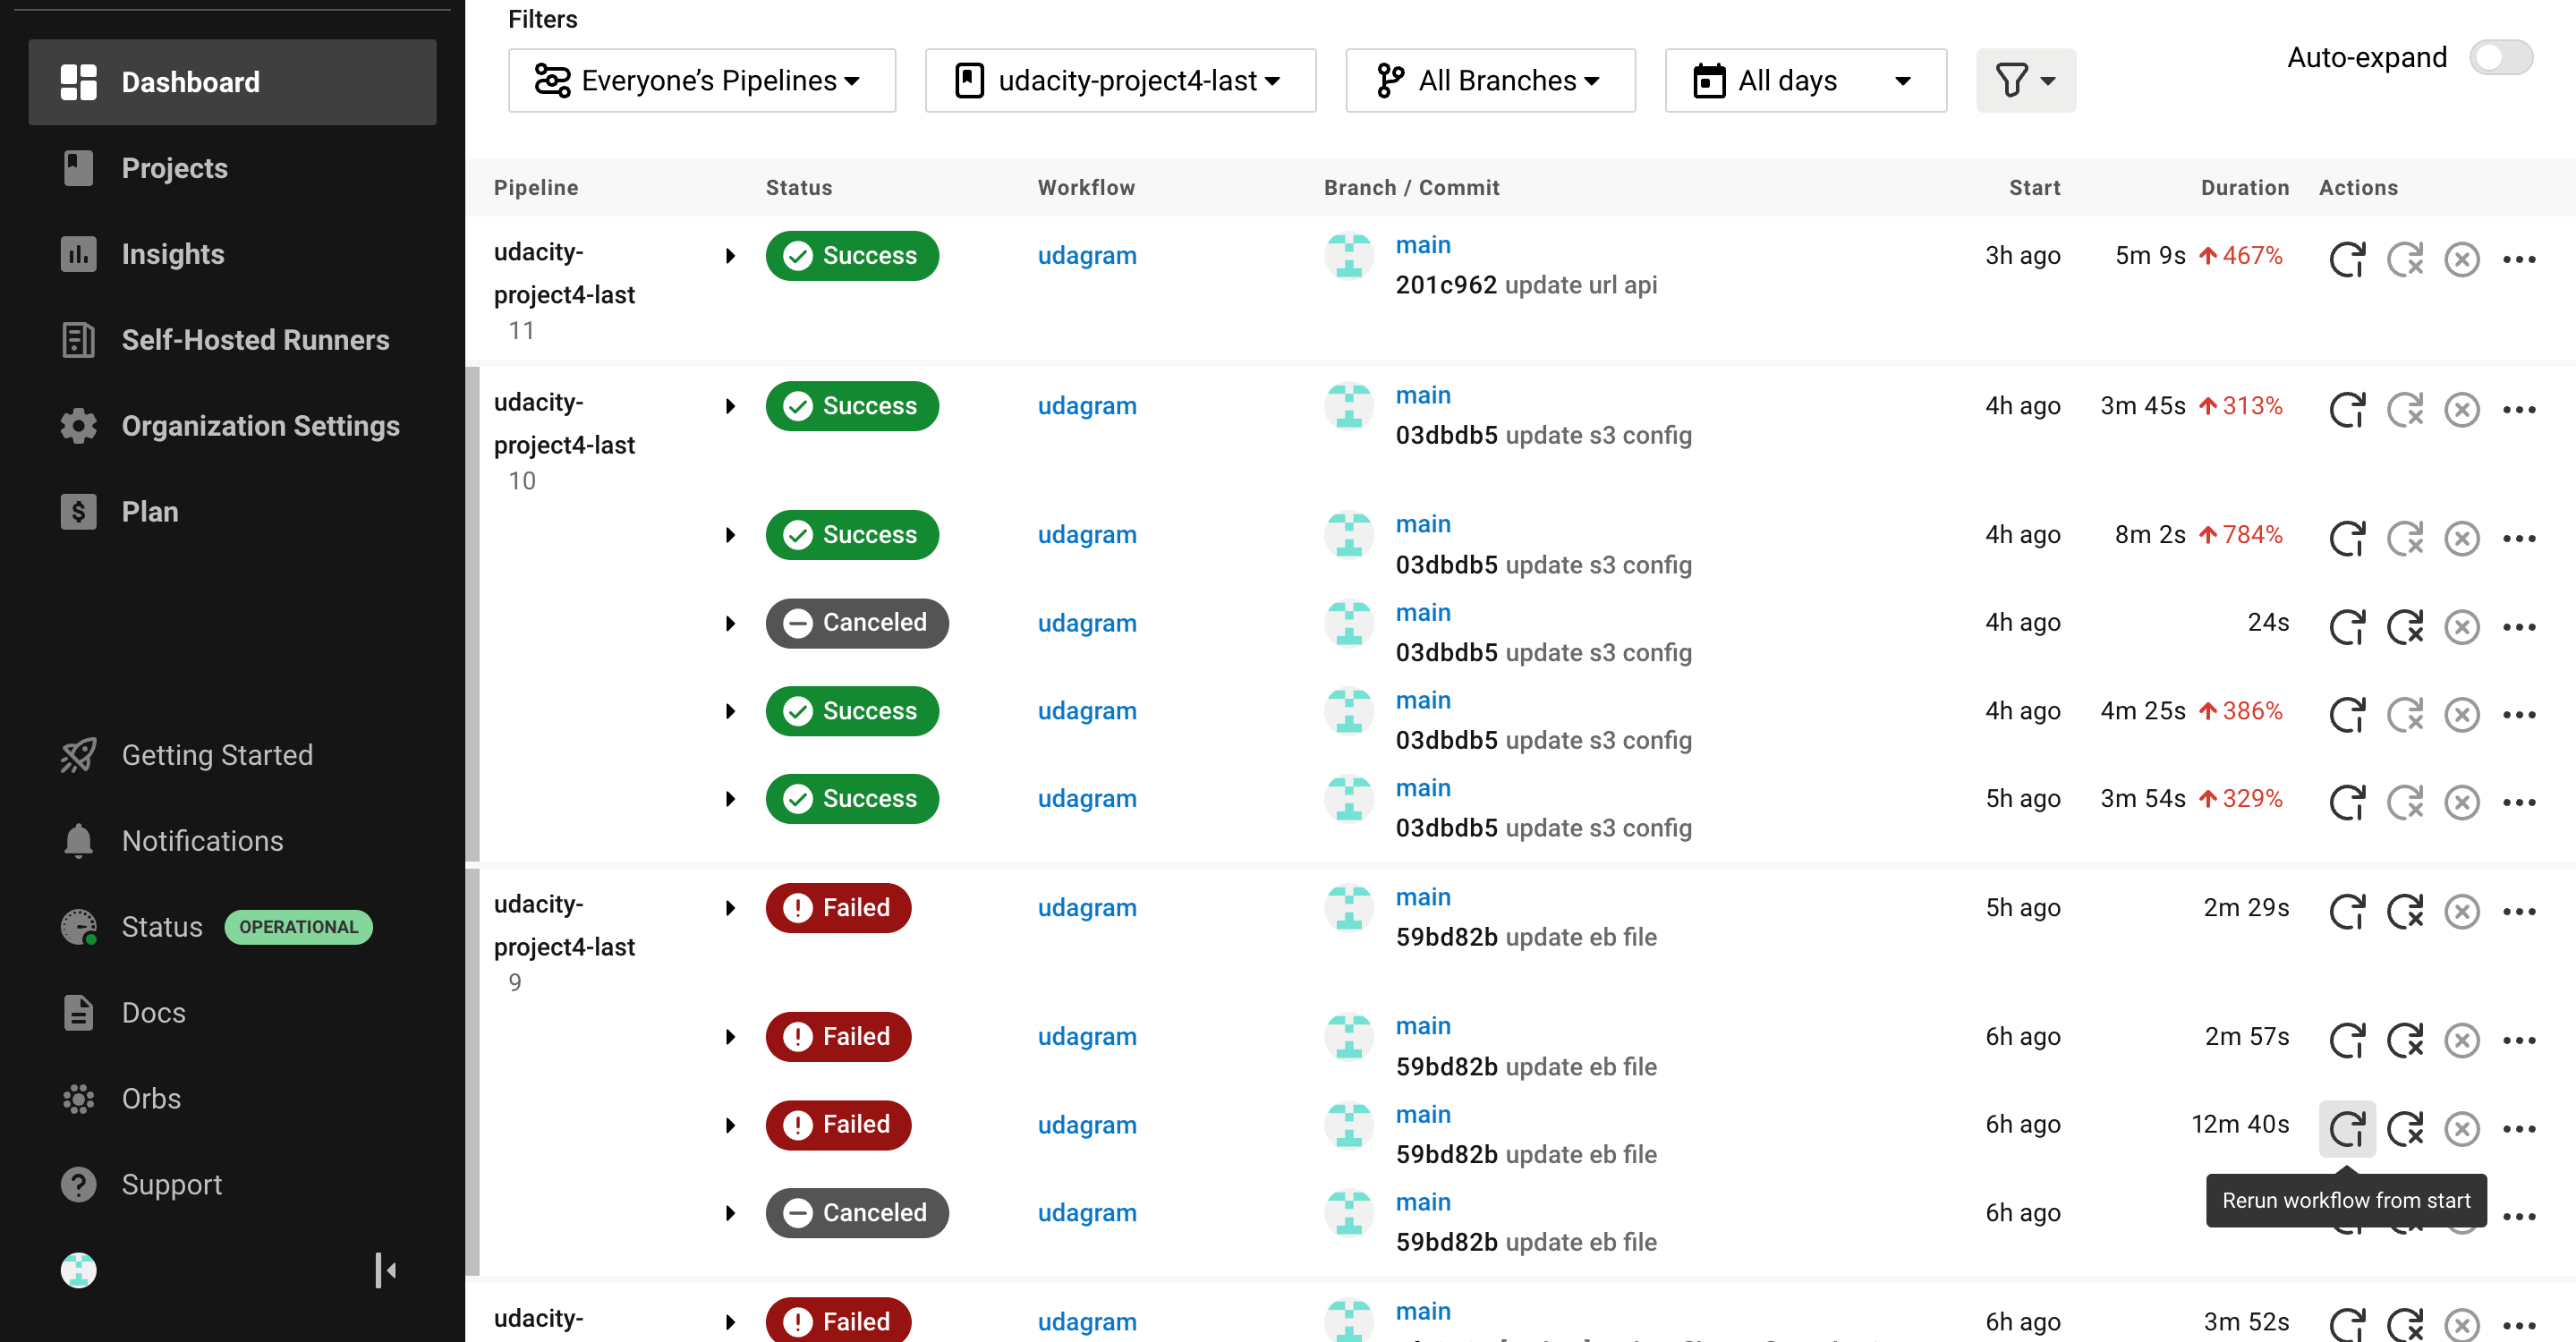 Dashboard
Projects
Insights
Self-Hosted Runners
Organization Settings
Plan
Getting Started
Notifications
Status OPERATIONAL
Docs
Orbs
Support
Filters
Everyone’s Pipelines
udacity-project4-last
All Branches
All days
Auto-expand
Pipeline Status Workflow Branch / Commit Start Duration Actions
udacity-project4-last 11
Success udagram main 3h ago 5m 9s 467%
201c962 update url api
udacity-project4-last 10
Success udagram main 4h ago 3m 45s 313%
03dbdb5 update s3 config
Success udagram main 4h ago 8m 2s 784%
03dbdb5 update s3 config
Canceled udagram main 4h ago 24s
03dbdb5 update s3 config
Success udagram main 4h ago 4m 25s 386%
03dbdb5 update s3 config
Success udagram main 5h ago 3m 54s 329%
03dbdb5 update s3 config
udacity-project4-last 9
Failed udagram main 5h ago 2m 29s
59bd82b update eb file
Failed udagram main 6h ago 2m 57s
59bd82b update eb file
Failed udagram main 6h ago 12m 40s
59bd82b update eb file
Rerun workflow from start
Canceled udagram main 6h ago
59bd82b update eb file
udacity-
Failed udagram main 6h ago 3m 52s